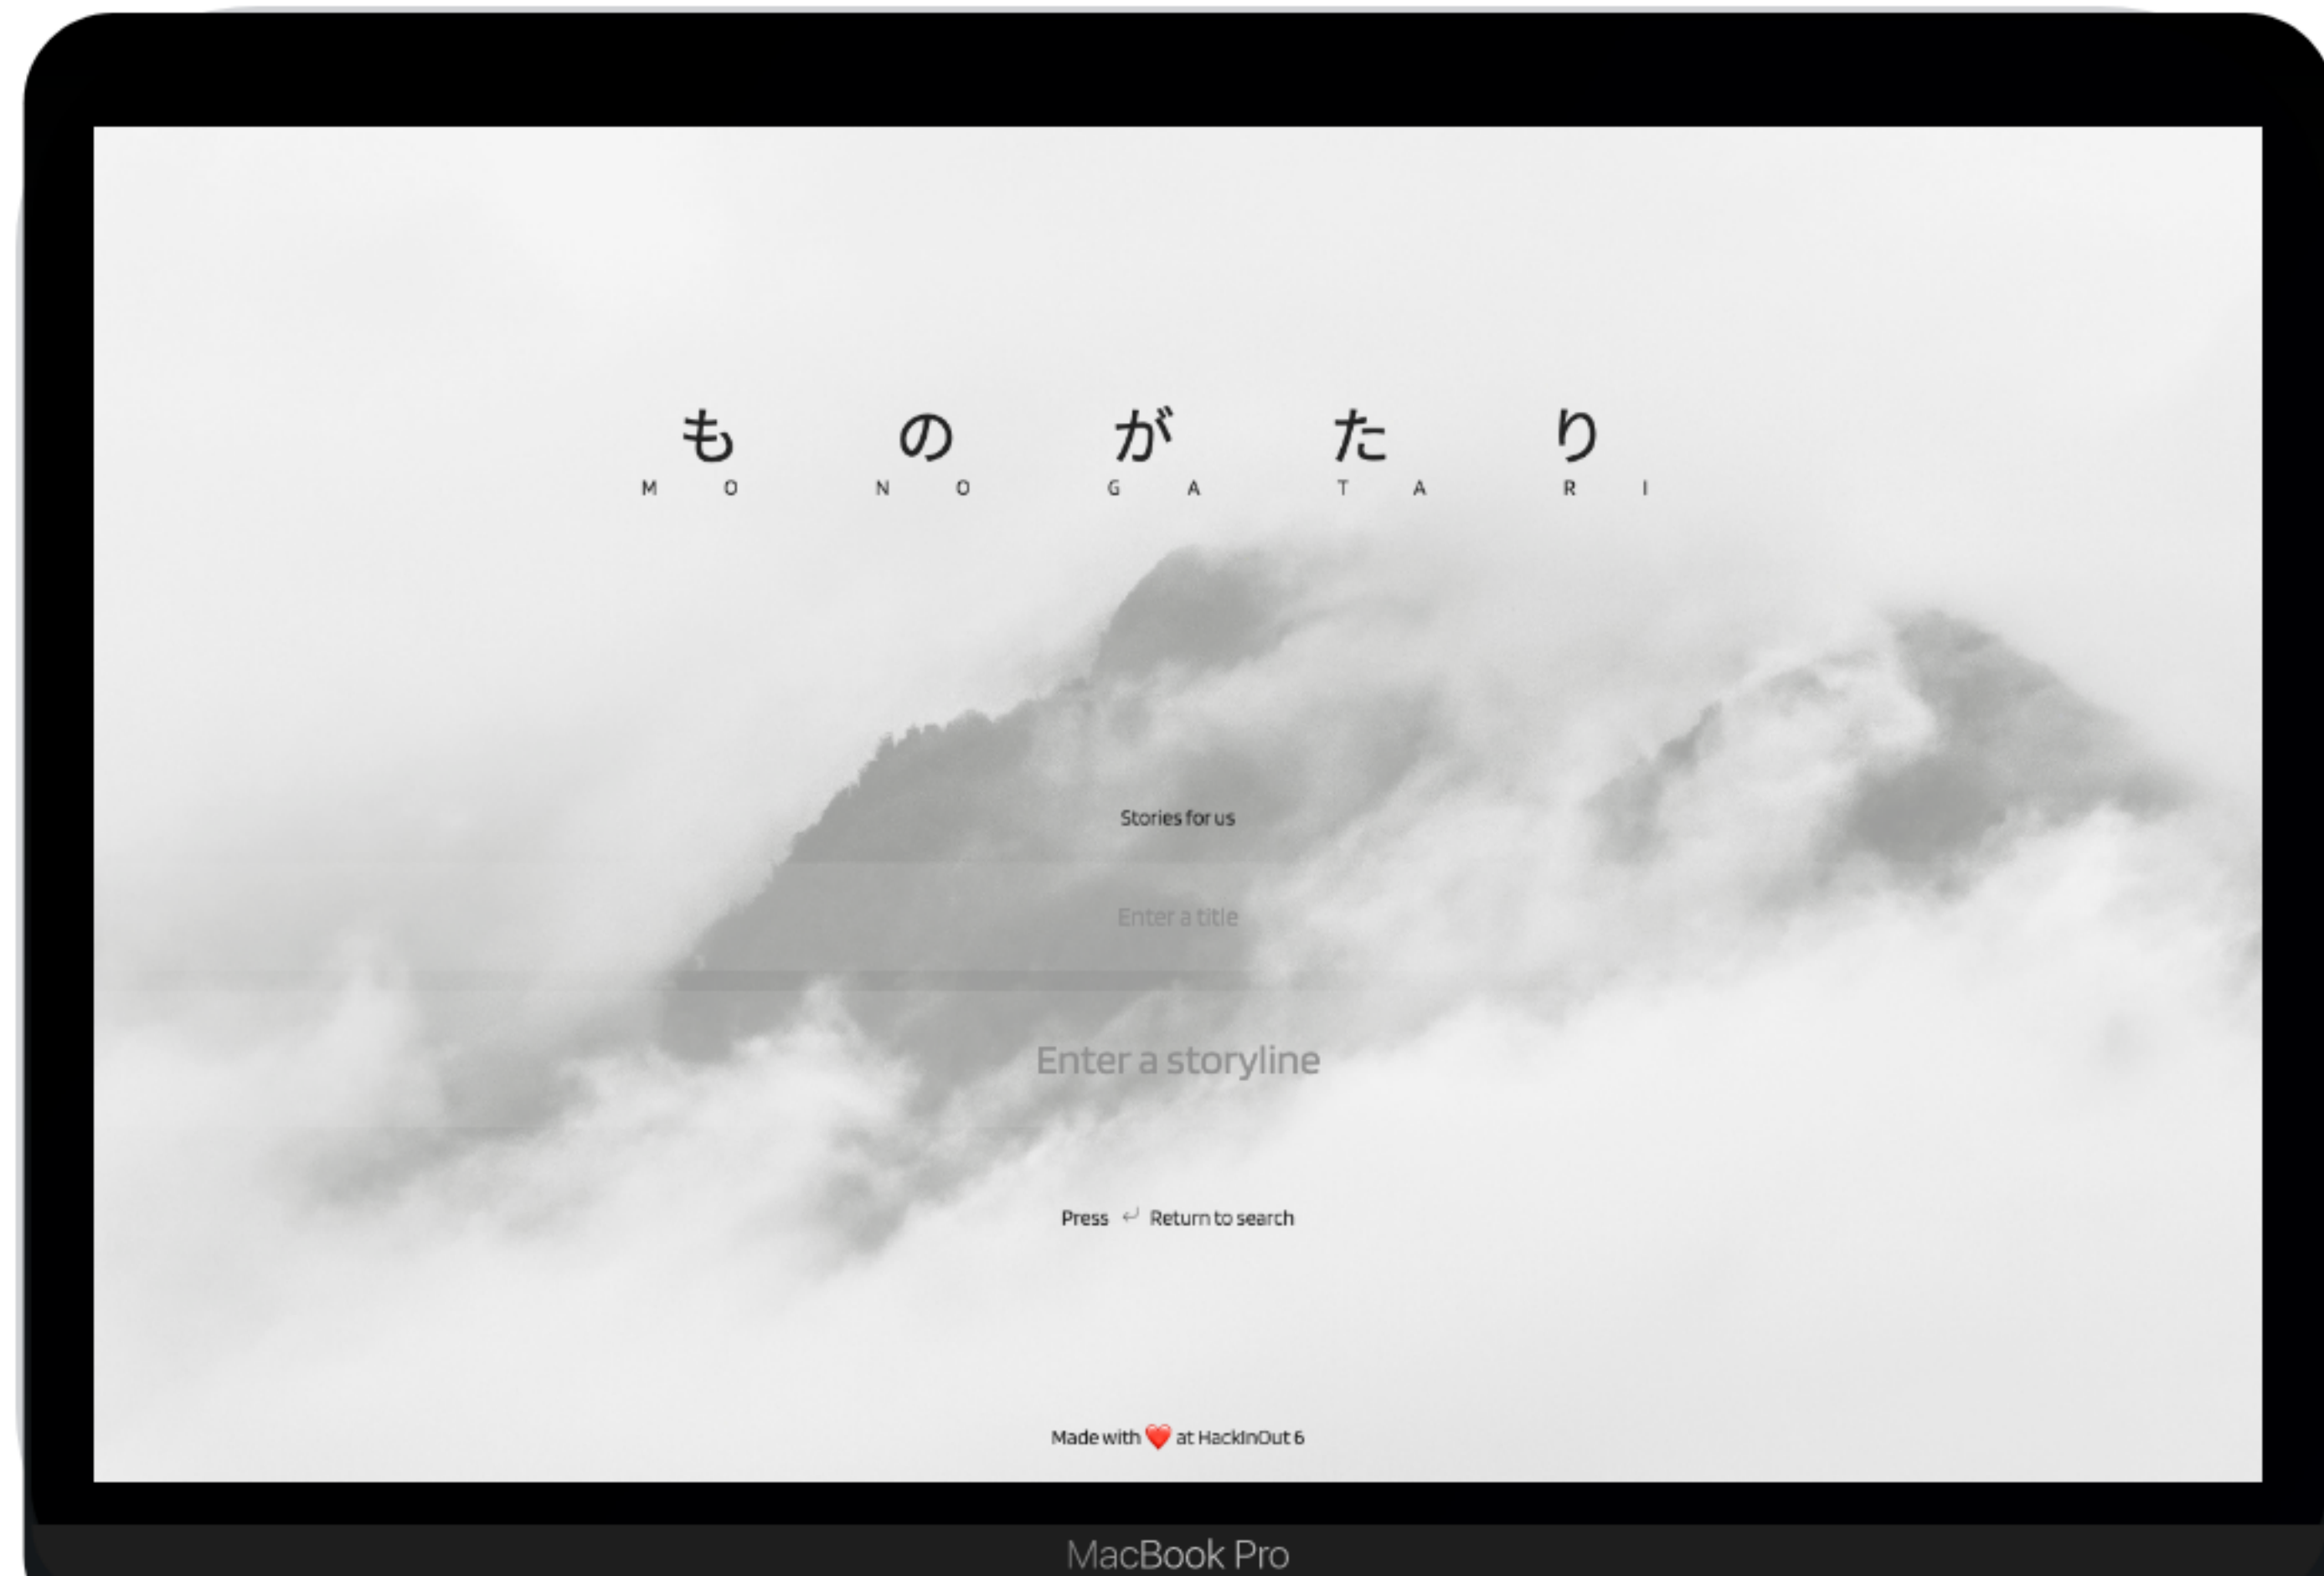 も の が た り
M O N O G A T A R I
Stories for us
Enter a title
Enter a storyline
Press ↵ Return to search
Made with ❤️ at HackInOut 6
MacBook Pro